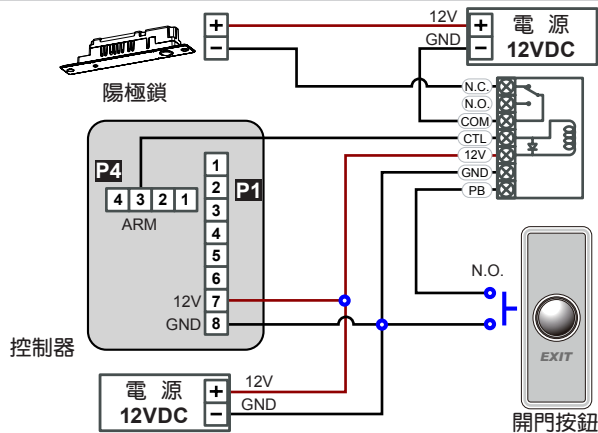 +
−
陽極鎖
12V
GND
+
−
電 源
12VDC
N.C.
N.O.
COM
CTL
12V
GND
PB
P4
4 3 2 1
ARM
1
2
3
4
5
6
7
8
P1
12V
GND
控制器
N.O.
EXIT
開門按鈕
電 源
12VDC
+
−
12V
GND